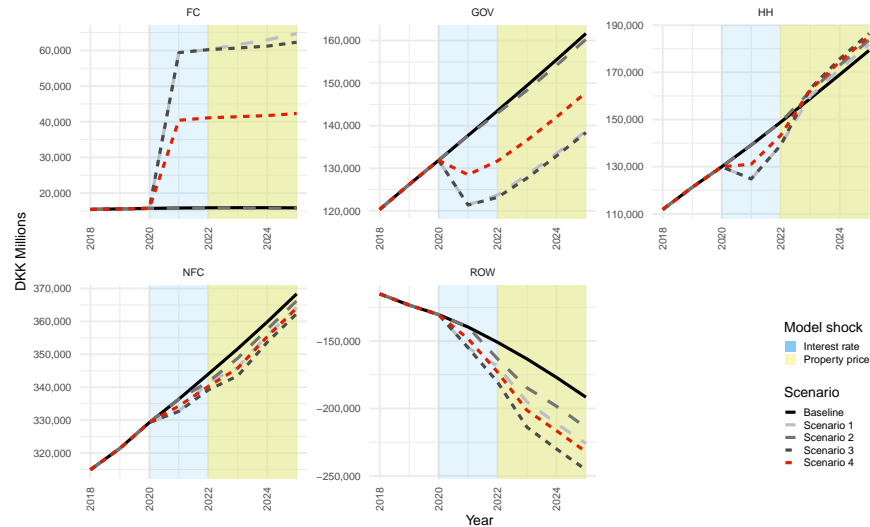 FC
GOV
HH
60,000
50,000
40,000
30,000
20,000
2018
2020
2022
2024
160,000
150,000
140,000
130,000
120,000
2018
2020
2022
2024
190,000
170,000
150,000
130,000
110,000
2018
2020
2022
2024
DKK Millions
NFC
ROW
370,000
360,000
350,000
340,000
330,000
320,000
2018
2020
2022
2024
−150,000
−200,000
−250,000
2018
2020
2022
2024
Year
Model shock
Interest rate
Property price
Scenario
Baseline
Scenario 1
Scenario 2
Scenario 3
Scenario 4